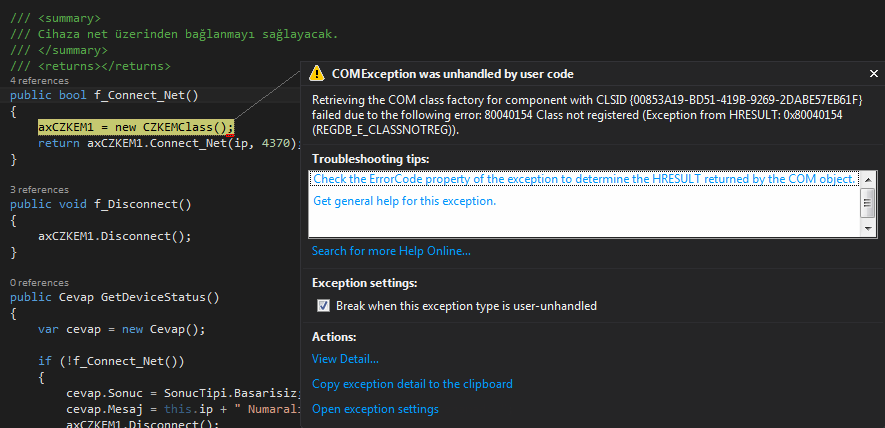 /// <summary>
/// Cihaza net üzerinden bağlanmayı sağlayacak.
/// </summary>
/// <returns></returns>
4 references
public bool f_Connect_Net()
{
axCZKEM1 = new CZKEMClass();
return axCZKEM1.Connect_Net(ip, 4370);
}
3 references
public void f_Disconnect()
{
axCZKEM1.Disconnect();
}
0 references
public Cevap GetDeviceStatus()
{
var cevap = new Cevap();
if (!f_Connect_Net())
{
cevap.Sonuc = SonucTipi.Basarisiz;
cevap.Mesaj = this.ip + " Numarali
axCZKEM1.Disconnect();
COMException was unhandled by user code
Retrieving the COM class factory for component with CLSID {00853A19-BD51-419B-9269-2DABE57EB61F}
failed due to the following error: 80040154 Class not registered (Exception from HRESULT: 0x80040154
(REGDB_E_CLASSNOTREG)).
Troubleshooting tips:
Check the ErrorCode property of the exception to determine the HRESULT returned by the COM object.
Get general help for this exception.
Search for more Help Online...
Exception settings:
Break when this exception type is user-unhandled
Actions:
View Detail...
Copy exception detail to the clipboard
Open exception settings